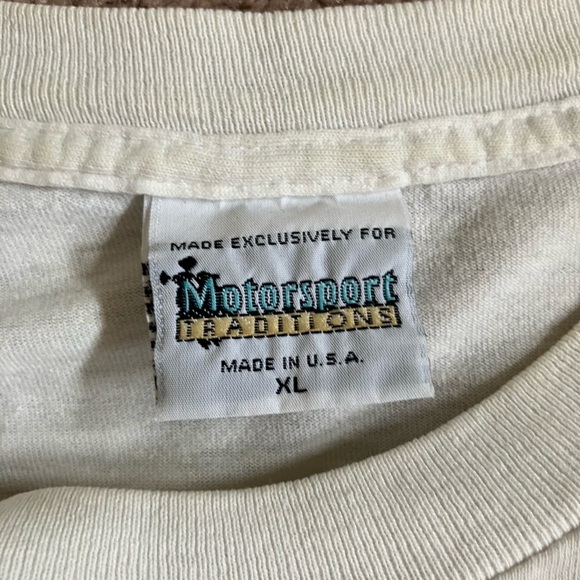 MADE EXCLUSIVELY FOR
Motorsport
TRADITIONS
MADE IN U.S.A.
XL